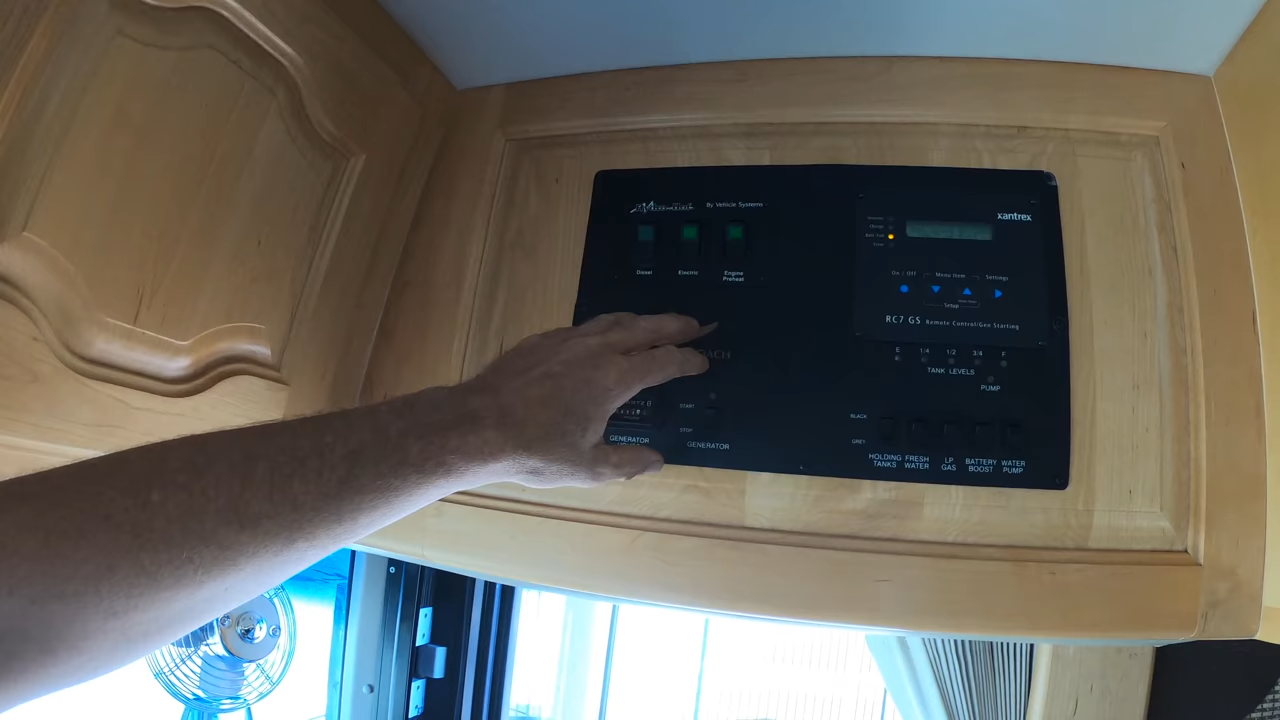 By Vehicle Systems
Diesel
Electric
Engine
Preheat
xantrex
On | Off
Menu Item
Settings
Setup
RC7 GS Remote Control/Gen Starting
E 1/4 1/2 3/4 F
TANK LEVELS
PUMP
START
STOP
GENERATOR
GENERATOR
BLACK
GREY
HOLDING
TANKS
FRESH
WATER
LP
GAS
BATTERY
BOOST
WATER
PUMP